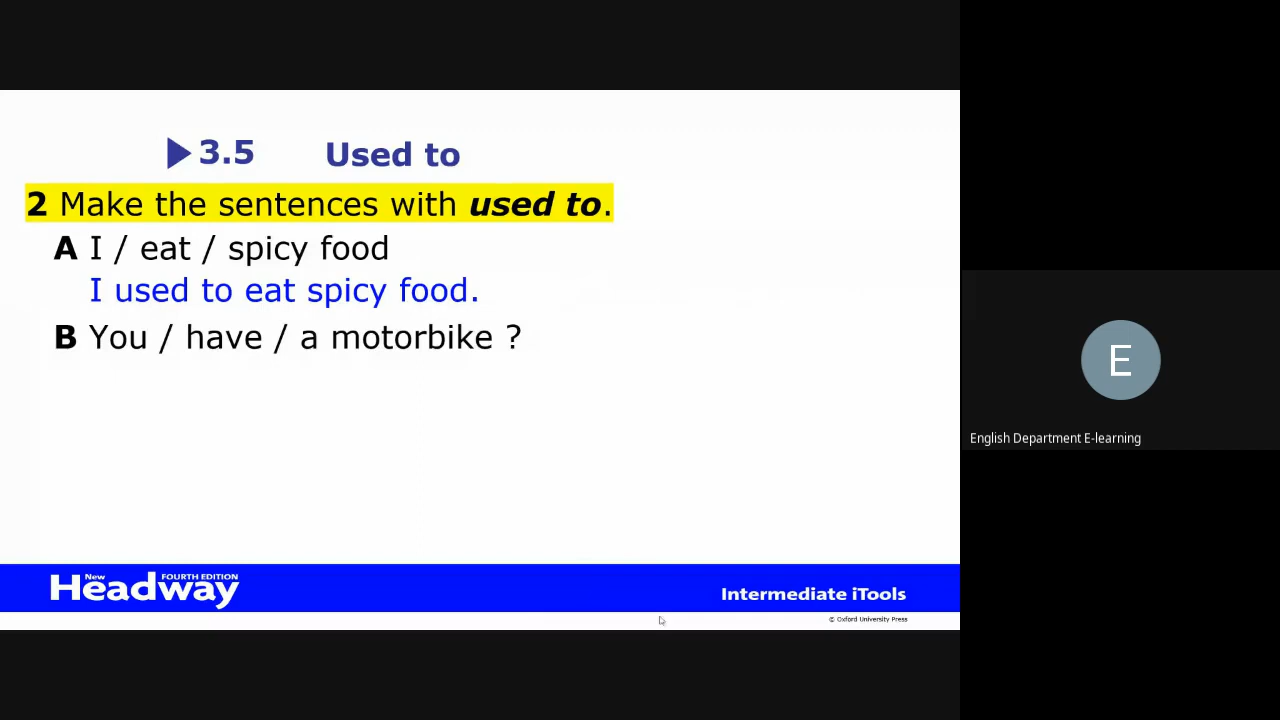 3.5 Used to
2 Make the sentences with used to.
A I / eat / spicy food
I used to eat spicy food.
B You / have / a motorbike ?
E
English Department E-learning
New Headway FOURTH EDITION
Intermediate iTools
© Oxford University Press